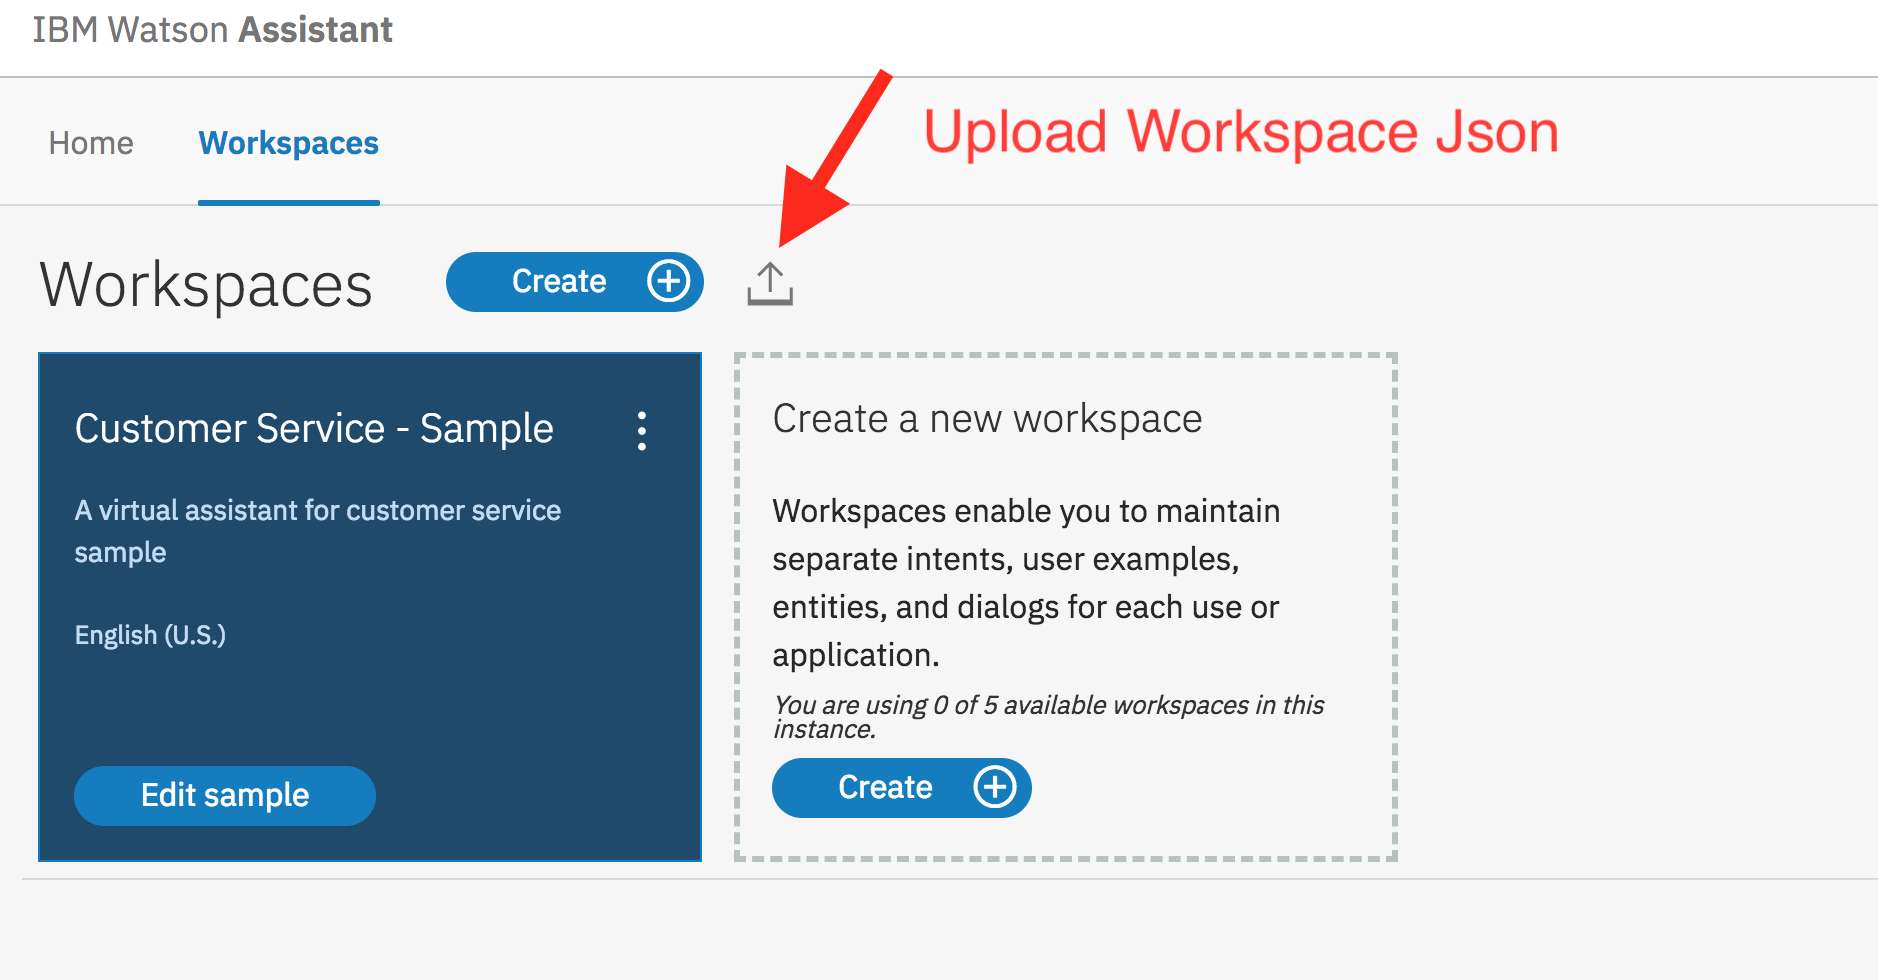 IBM Watson Assistant
Upload Workspace Json
Home
Workspaces
Workspaces
Create
Customer Service - Sample
A virtual assistant for customer service
sample
English (U.S.)
Edit sample
Create a new workspace
Workspaces enable you to maintain
separate intents, user examples,
entities, and dialogs for each use or
application.
You are using 0 of 5 available workspaces in this
instance.
Create